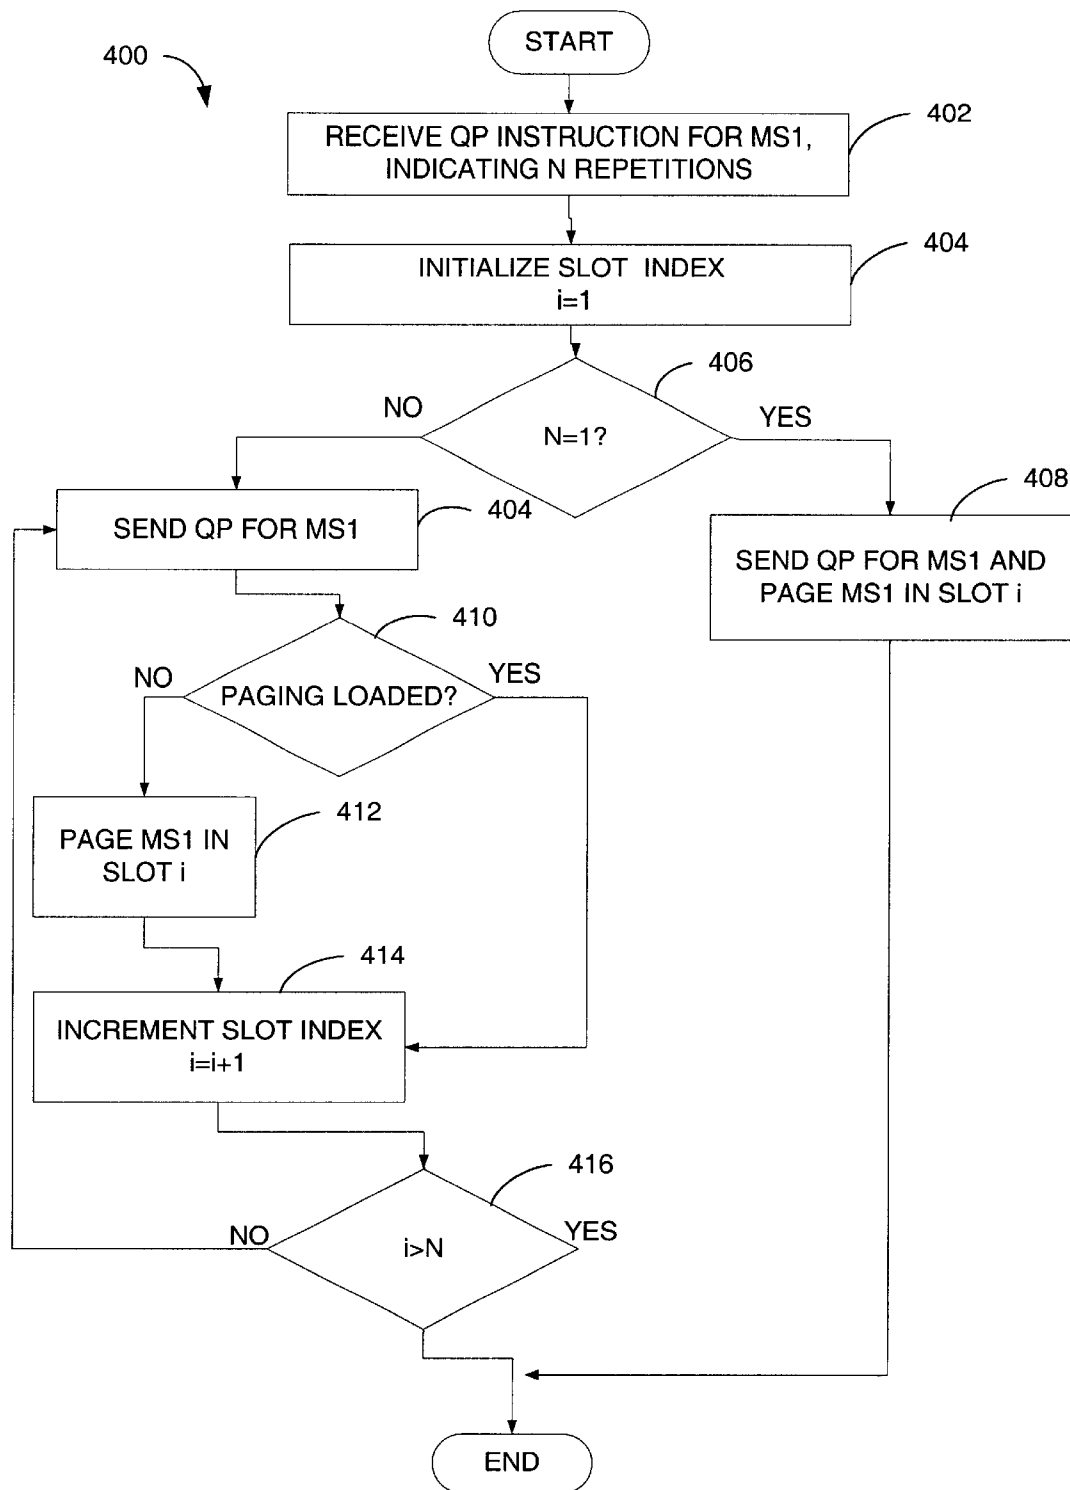 START
400
402
RECEIVE QP INSTRUCTION FOR MS1,
INDICATING N REPETITIONS
404
INITIALIZE SLOT INDEX
i=1
406
NO
YES
N=1?
408
404
SEND QP FOR MS1
SEND QP FOR MS1 AND
PAGE MS1 IN SLOT i
410
NO
YES
PAGING LOADED?
412
PAGE MS1 IN
SLOT i
414
INCREMENT SLOT INDEX
i=i+1
416
NO
YES
i>N
END